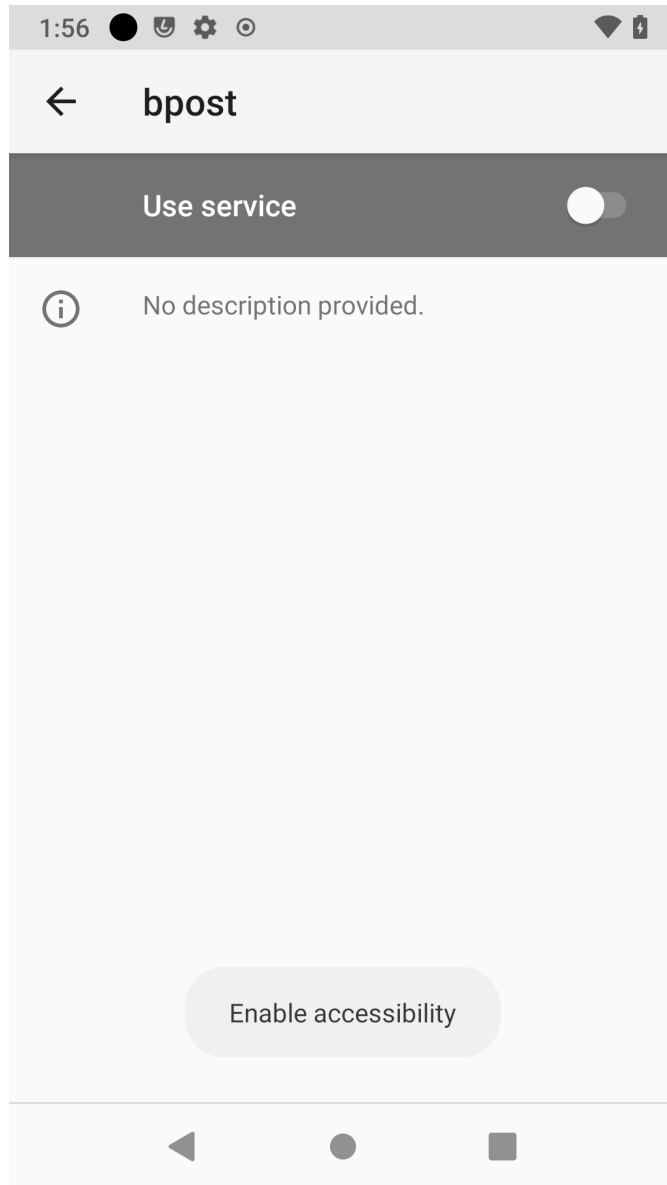 1:56
bpost
Use service
No description provided.
Enable accessibility